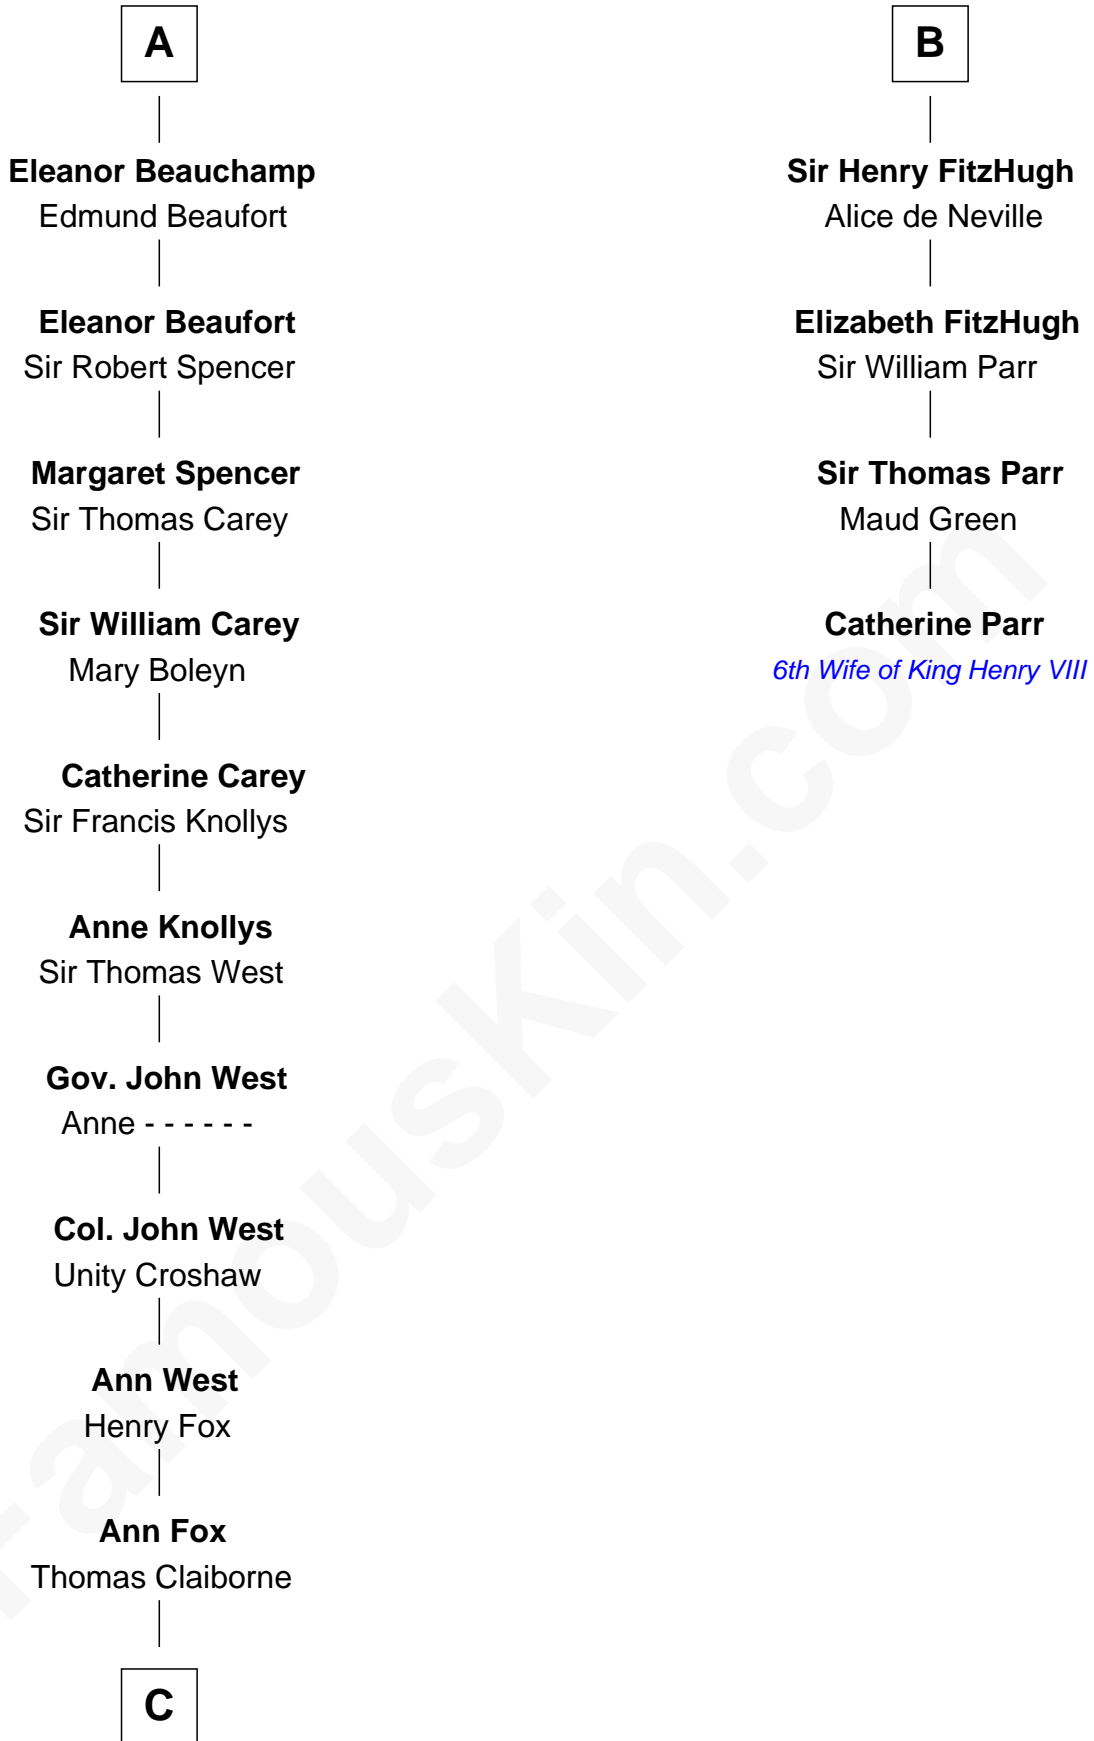 A
Eleanor Beauchamp
Edmund Beaufort
Eleanor Beaufort
Sir Robert Spencer
Margaret Spencer
Sir Thomas Carey
Sir William Carey
Mary Boleyn
Catherine Carey
Sir Francis Knollys
Anne Knollys
Sir Thomas West
Gov. John West
Anne - - - - - -
Col. John West
Unity Croshaw
Ann West
Henry Fox
Ann Fox
Thomas Claiborne
C
B
Sir Henry FitzHugh
Alice de Neville
Elizabeth FitzHugh
Sir William Parr
Sir Thomas Parr
Maud Green
Catherine Parr
6th Wife of King Henry VIII
FamousKin.com